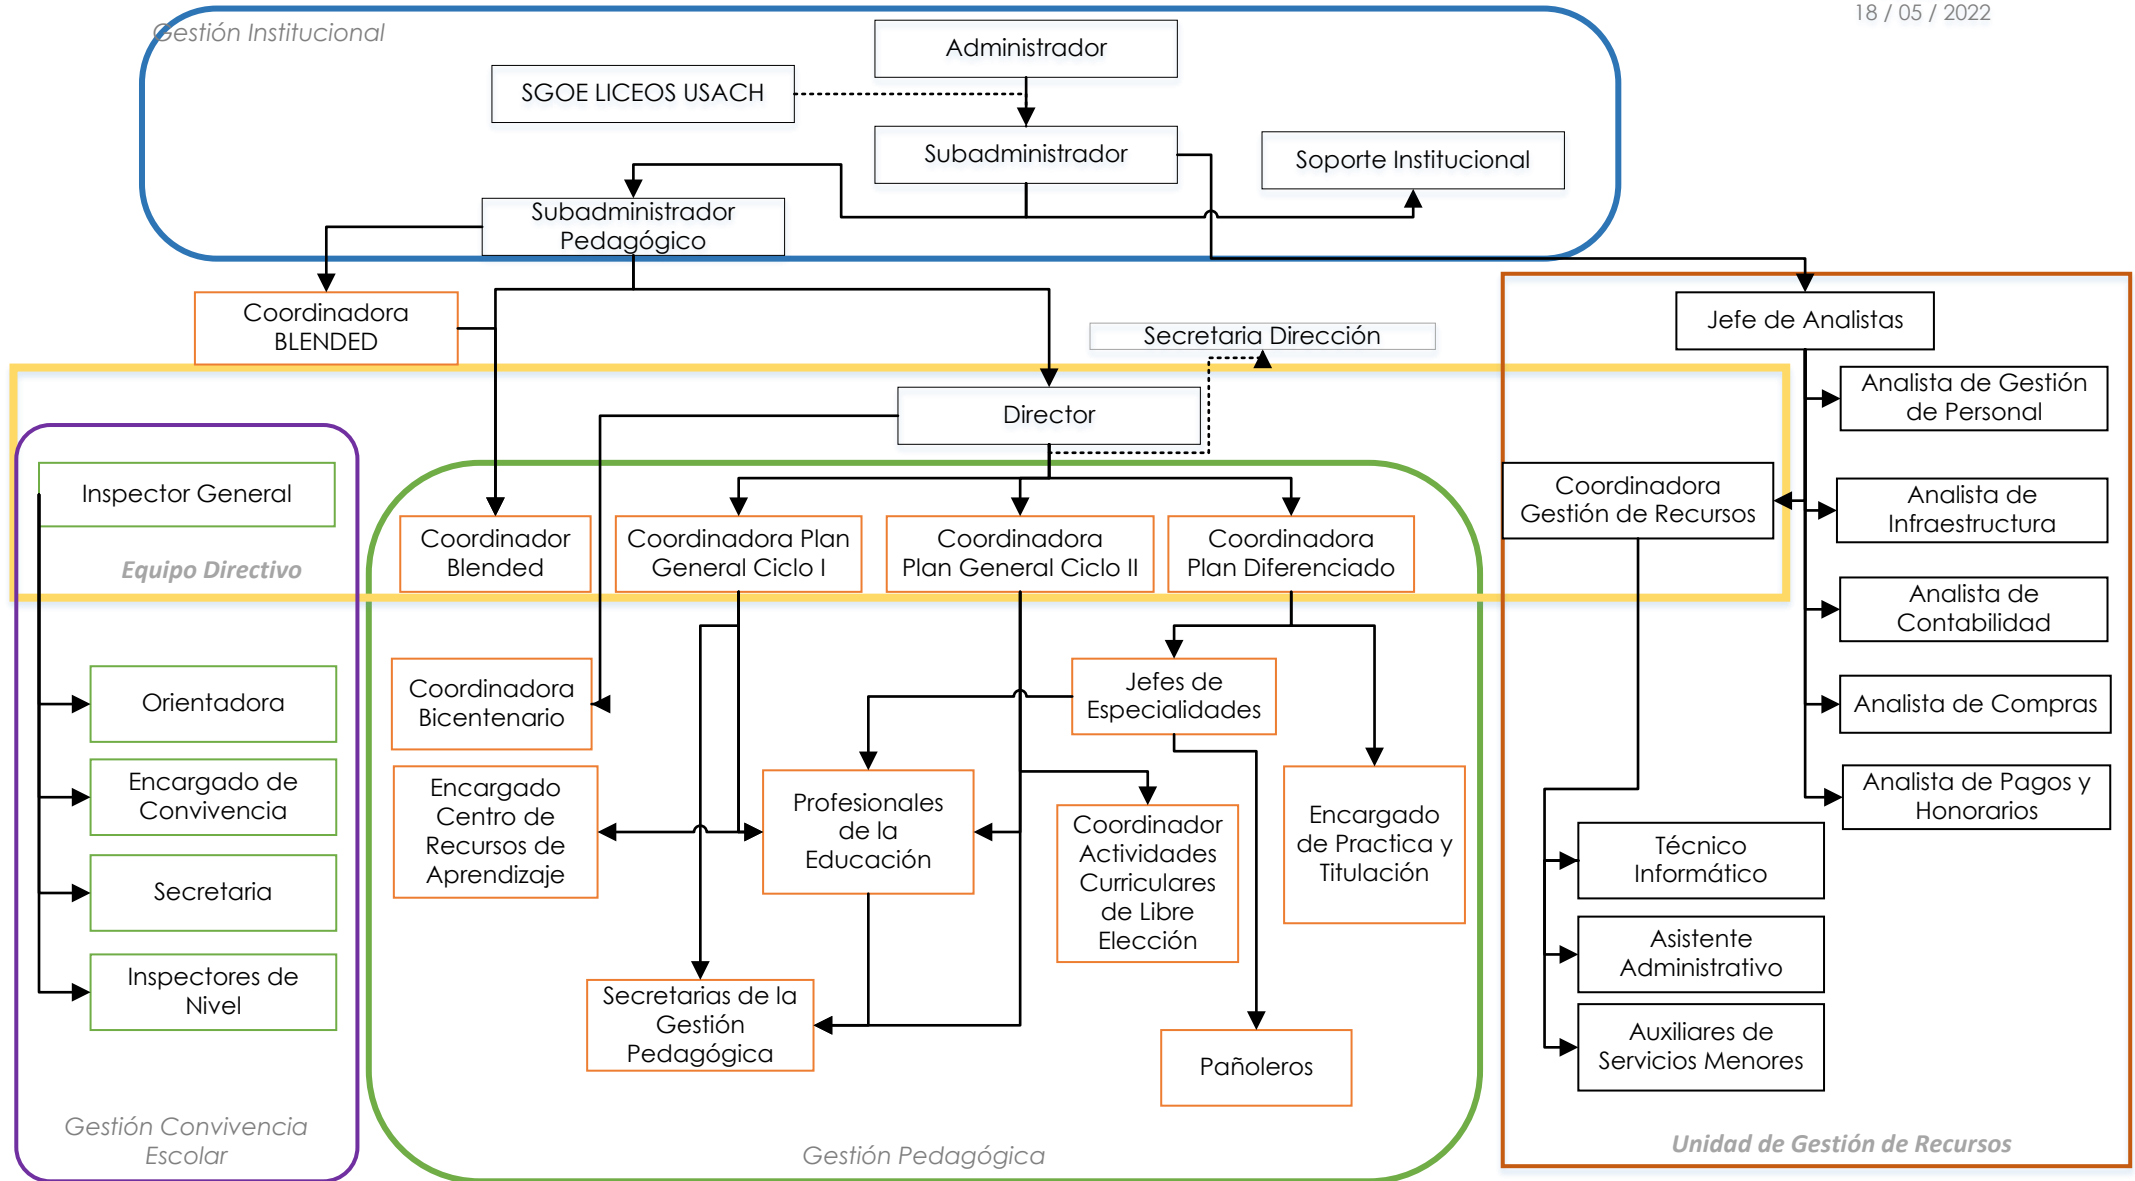 18 / 05 / 2022
Gestión Institucional
Administrador
SGOE LICEOS USACH
Subadministrador
Soporte Institucional
Subadministrador
Pedagógico
Coordinadora
BLENDED
Secretaria Dirección
Jefe de Analistas
Director
Analista de Gestión
de Personal
Inspector General
Equipo Directivo
Coordinador
Blended
Coordinadora Plan
General Ciclo I
Coordinadora
Plan General Ciclo II
Coordinadora
Plan Diferenciado
Coordinadora
Gestión de Recursos
Analista de
Infraestructura
Analista de
Contabilidad
Orientadora
Coordinadora
Bicentenario
Jefes de
Especialidades
Analista de Compras
Encargado de
Convivencia
Encargado
Centro de
Recursos de
Aprendizaje
Profesionales
de la
Educación
Coordinador
Actividades
Curriculares
de Libre
Elección
Encargado
de Practica y
Titulación
Analista de Pagos y
Honorarios
Técnico
Informático
Secretaria
Asistente
Administrativo
Inspectores de
Nivel
Secretarias de la
Gestión
Pedagógica
Pañoleros
Auxiliares de
Servicios Menores
Gestión Convivencia
Escolar
Gestión Pedagógica
Unidad de Gestión de Recursos